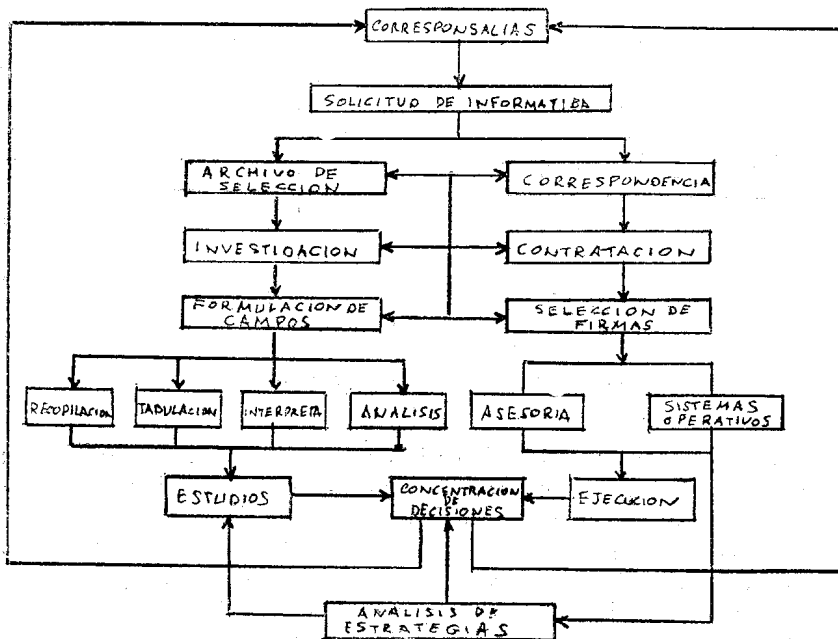 CORRESPONSALIAS
SOLICITUD DE INFORMATIBA
ARCHIVO DE
SELECCION
CORRESPONDENCIA
INVESTIGACION
CONTRATACION
FORMULACION DE
CAMPOS
SELECCION DE
FIRMAS
RECOPILACION
TABULACION
INTERPRETA
ANALISIS
ASESORIA
SISTEMAS
OPERATIVOS
ESTUDIOS
CONCENTRACION
DE
DECISIONES
EJECUCION
ANALISIS DE
ESTRATEGIAS